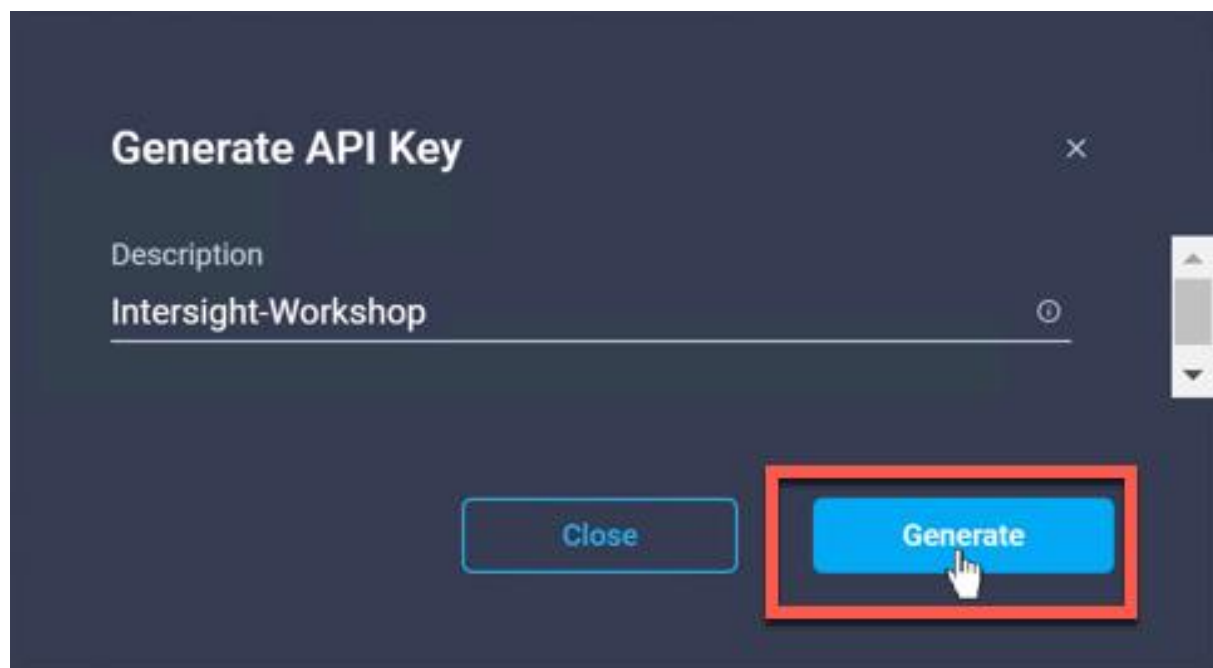 Generate API Key
Description
Intersight-Workshop
Close
Generate